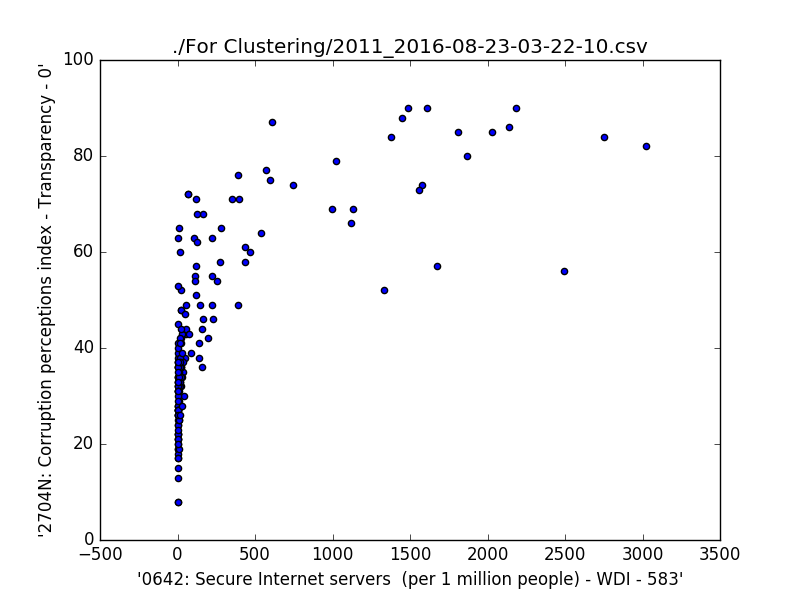 ./For Clustering/2011_2016-08-23-03-22-10.csv
'2704N: Corruption perceptions index - Transparency - 0'
100
80
60
40
20
0
−500 0 500 1000 1500 2000 2500 3000 3500
'0642: Secure Internet servers  (per 1 million people) - WDI - 583'